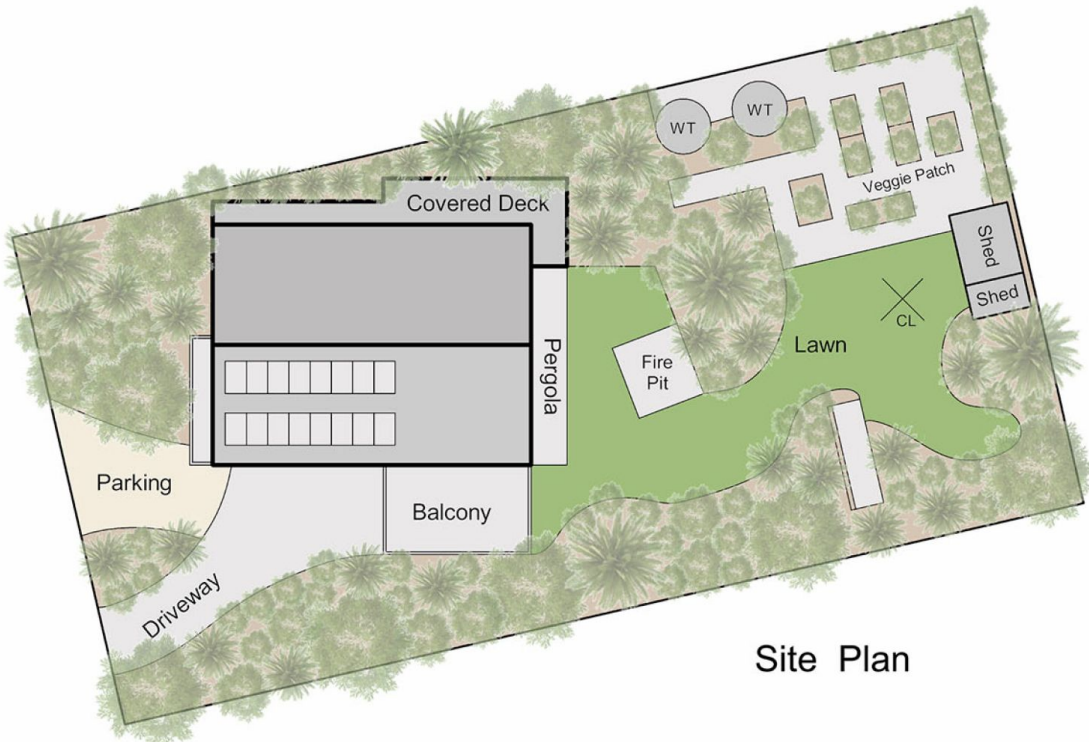 WT
WT
Covered Deck
Veggie Patch
Shed
Shed
CL
Lawn
Pergola
Fire
Pit
Parking
Balcony
Driveway
Site Plan